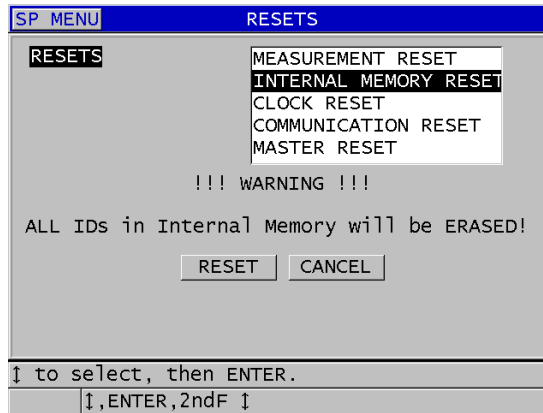 SP MENU RESETS
RESETS
MEASUREMENT RESET
INTERNAL MEMORY RESET
CLOCK RESET
COMMUNICATION RESET
MASTER RESET
!!! WARNING !!!
ALL IDs in Internal Memory will be ERASED!
RESET CANCEL
↕ to select, then ENTER.
↕,ENTER,2ndF ↕